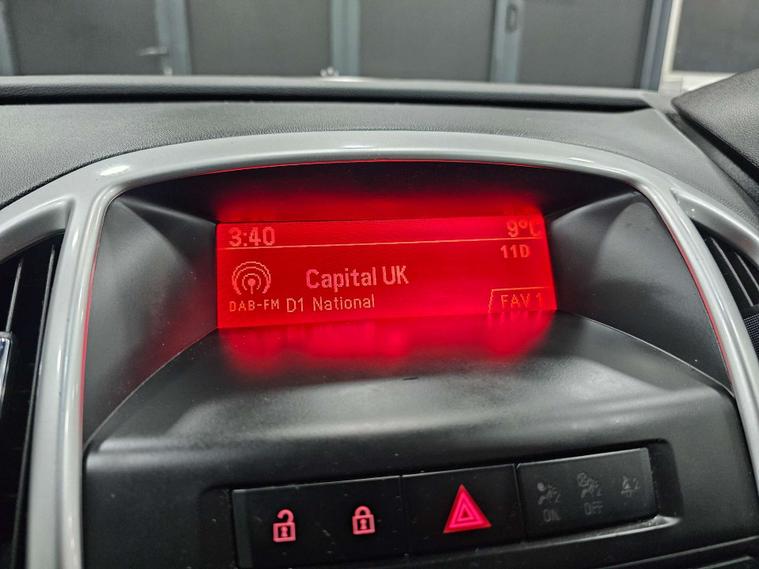 3:40 9°C
11D
Capital UK
DAB-FM D1 National FAV 1
ON OFF